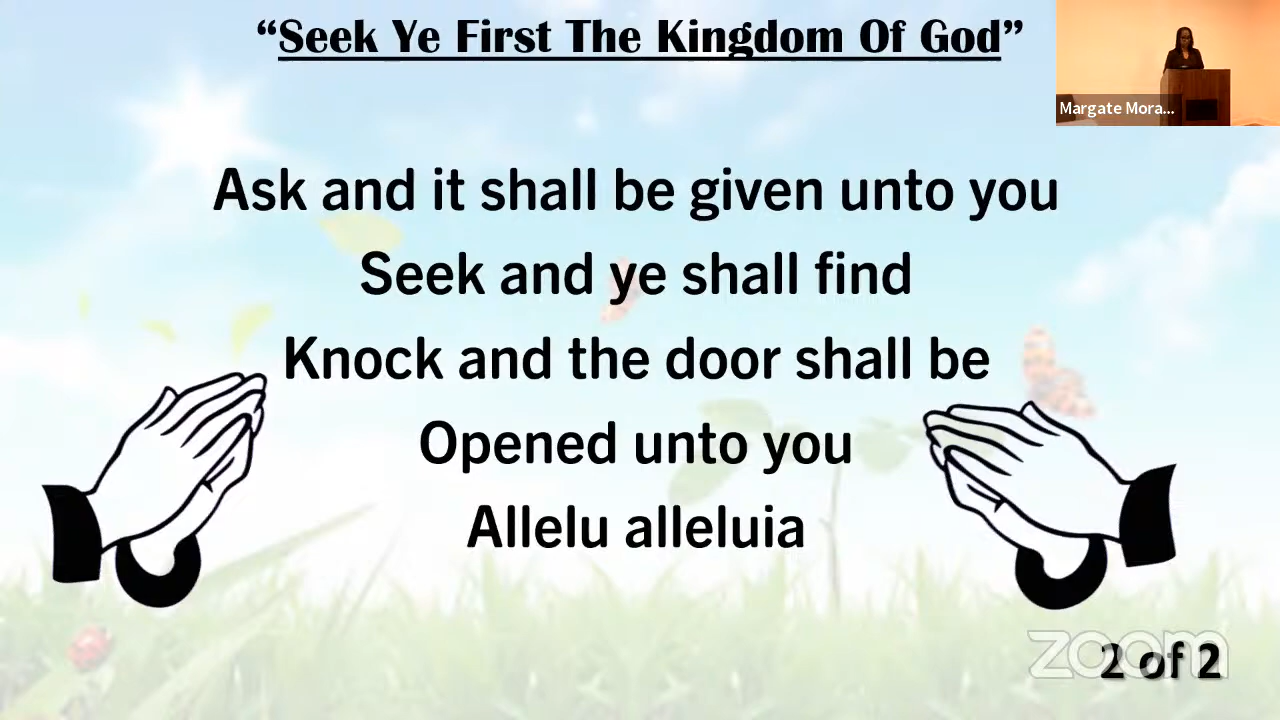 “Seek Ye First The Kingdom Of God”
Margate Mora...
Ask and it shall be given unto you
Seek and ye shall find
Knock and the door shall be
Opened unto you
Allelu alleluia
zoom
2 of 2